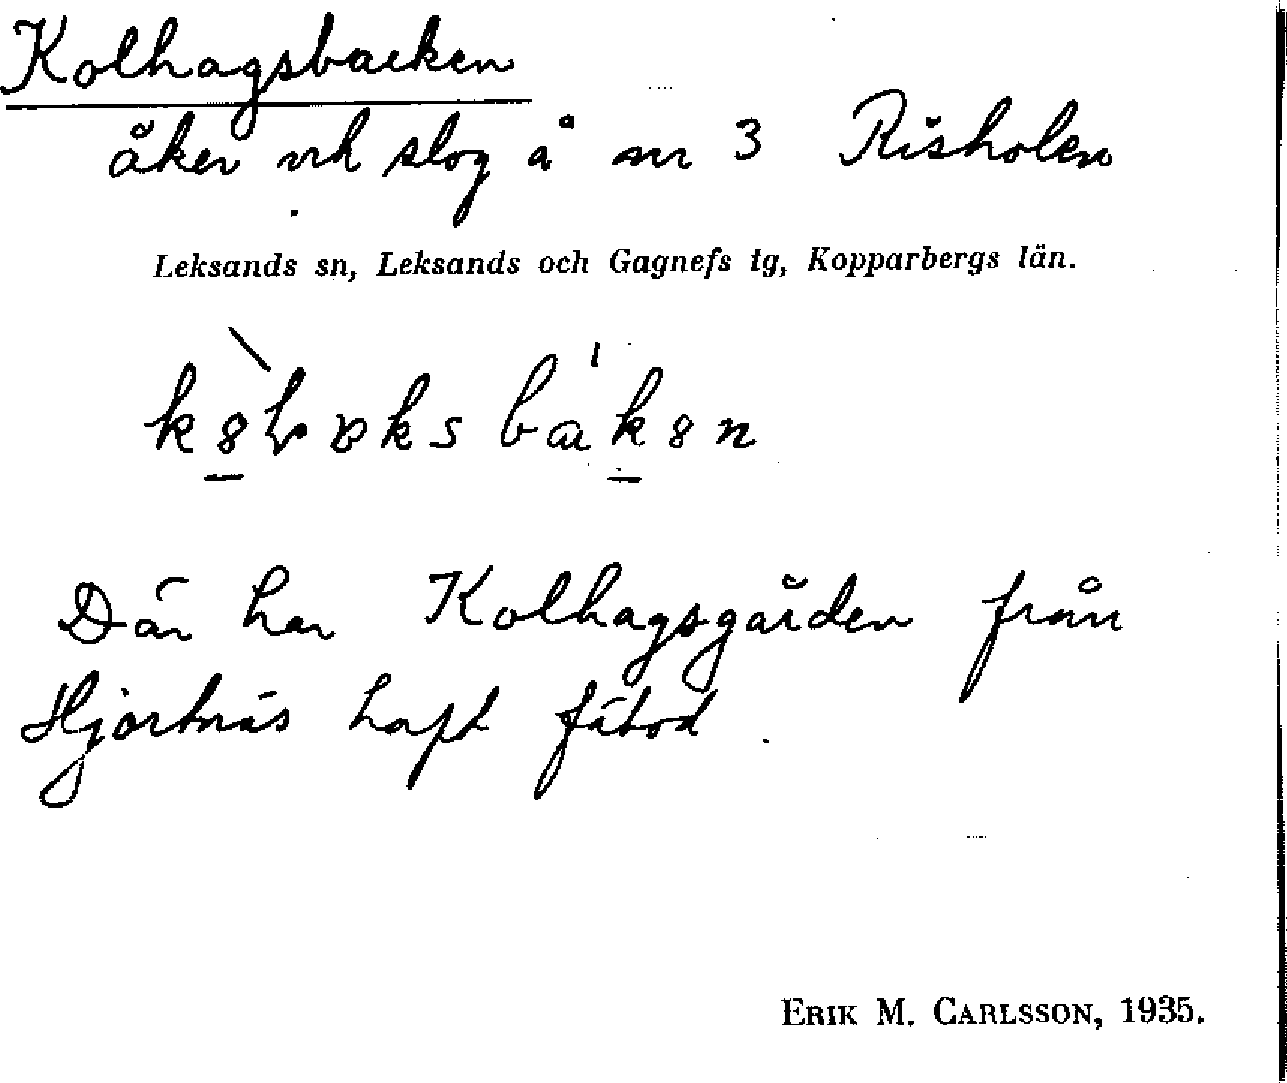 Kolhagsbacken
åker och slog å nr 3 Risholen
Leksands sn, Leksands och Gagnefs tg, Kopparbergs län.
Där har Kolhagsgården från
Hjortnäs haft fäbod.
ERIK M. CARLSSON, 1935.